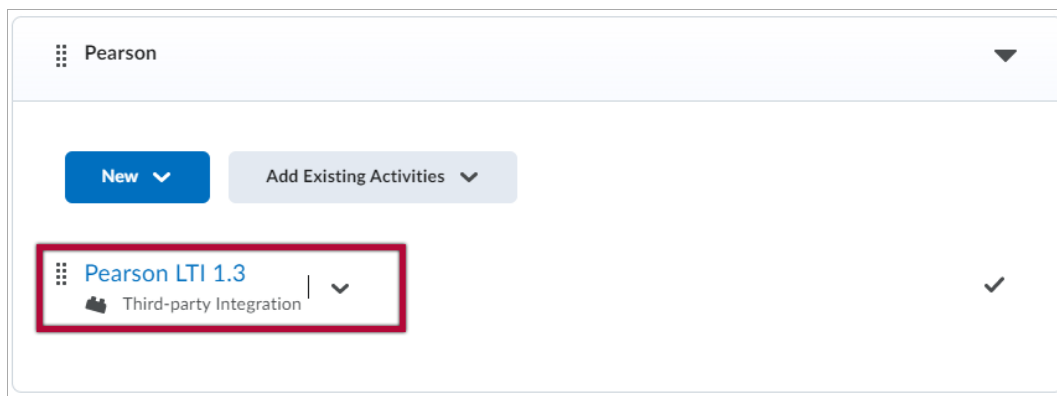 Pearson
New
Add Existing Activities
Pearson LTI 1.3
Third-party Integration